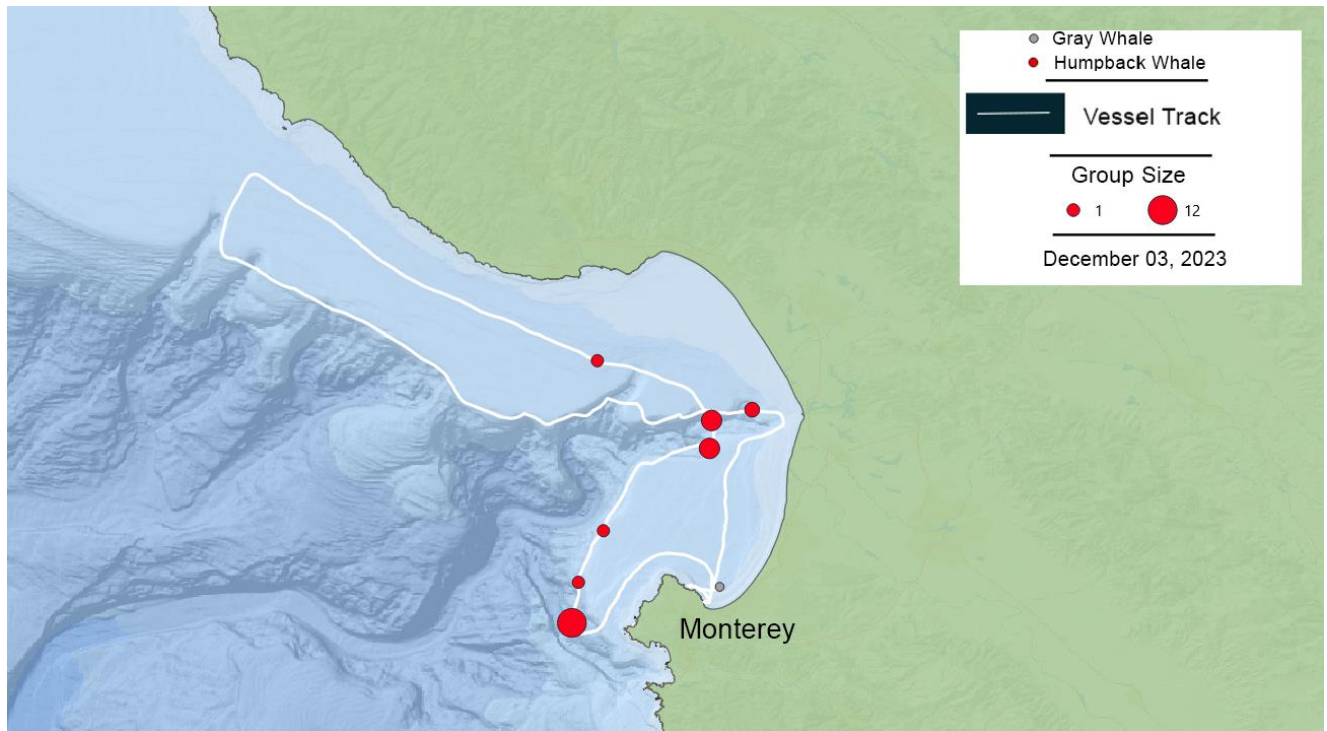 Gray Whale
Humpback Whale
Vessel Track
Group Size
1 12
December 03, 2023
Monterey